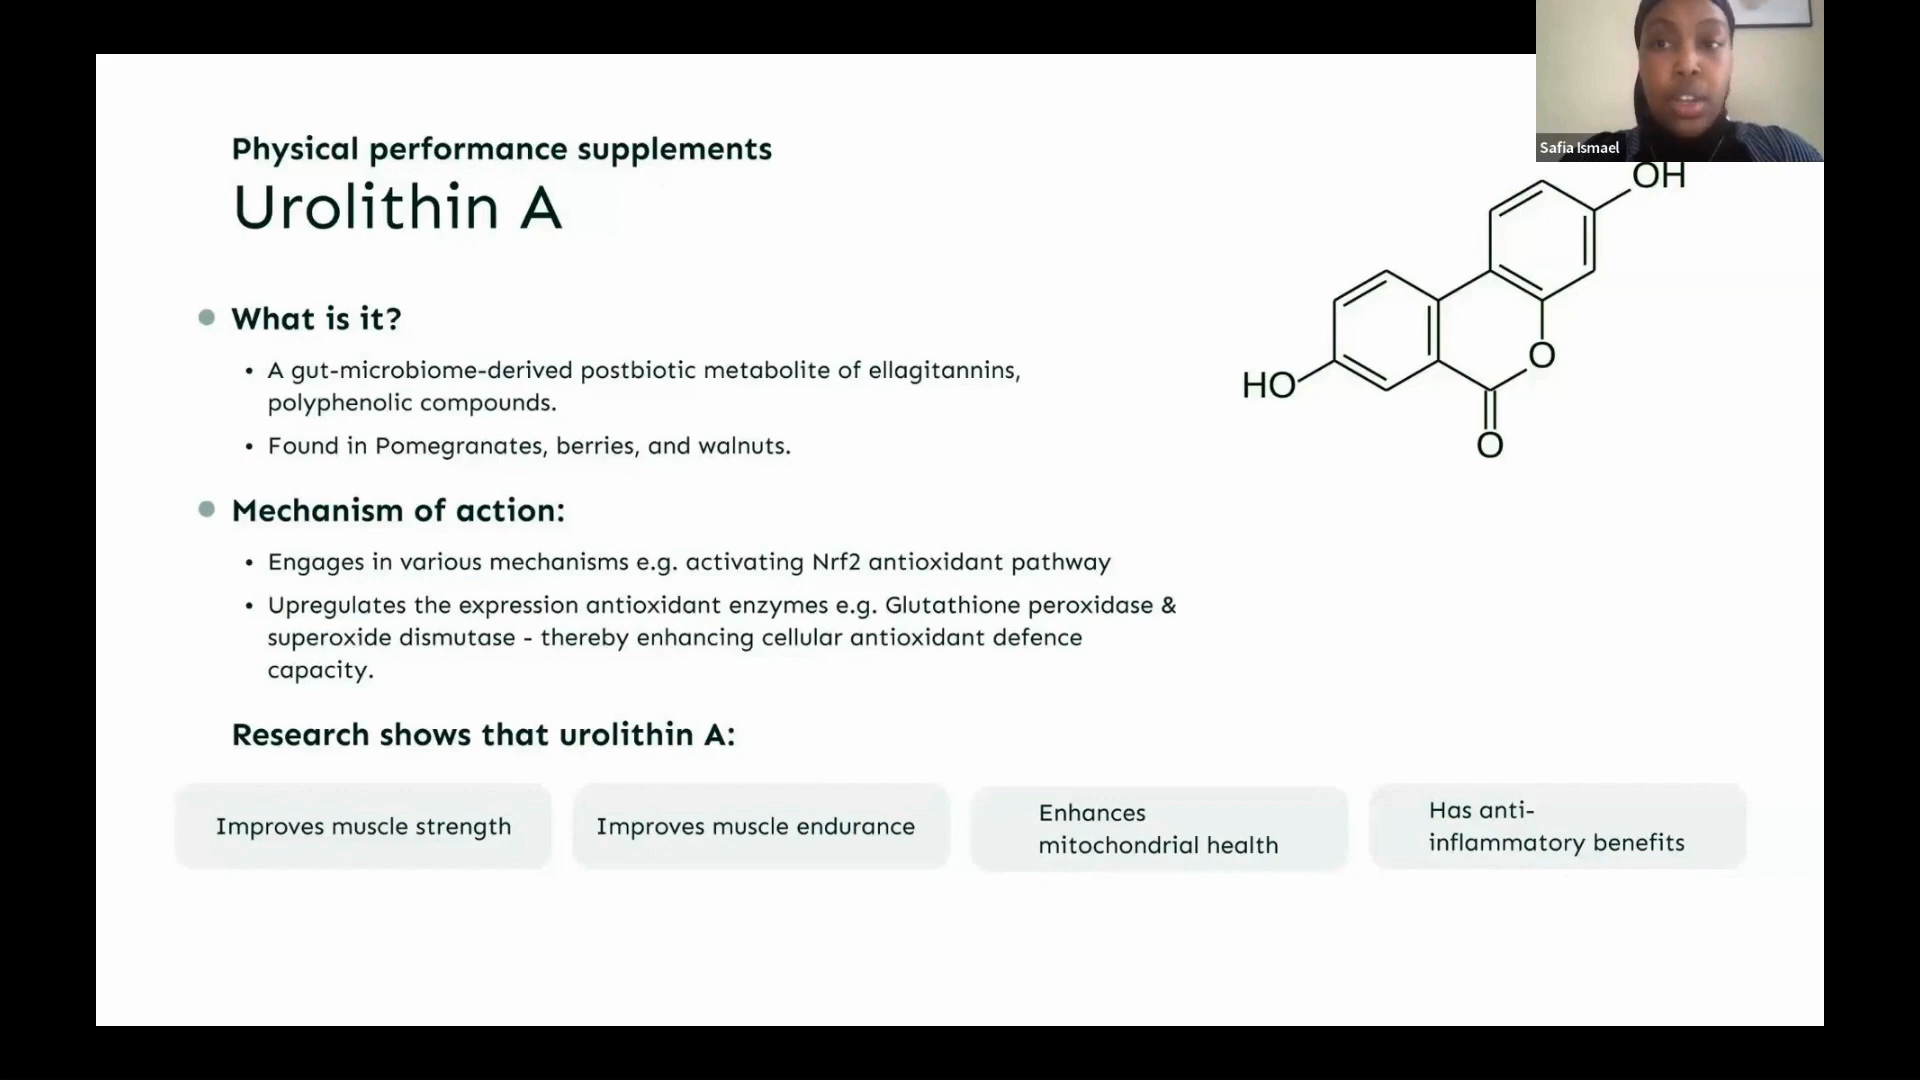 Safia Ismael
Physical performance supplements
Urolithin A
OH
HO
O
O
What is it?
• A gut-microbiome-derived postbiotic metabolite of ellagitannins,
polyphenolic compounds.
• Found in Pomegranates, berries, and walnuts.
Mechanism of action:
• Engages in various mechanisms e.g. activating Nrf2 antioxidant pathway
• Upregulates the expression antioxidant enzymes e.g. Glutathione peroxidase &
superoxide dismutase - thereby enhancing cellular antioxidant defence
capacity.
Research shows that urolithin A:
Improves muscle strength
Improves muscle endurance
Enhances
mitochondrial health
Has anti-
inflammatory benefits